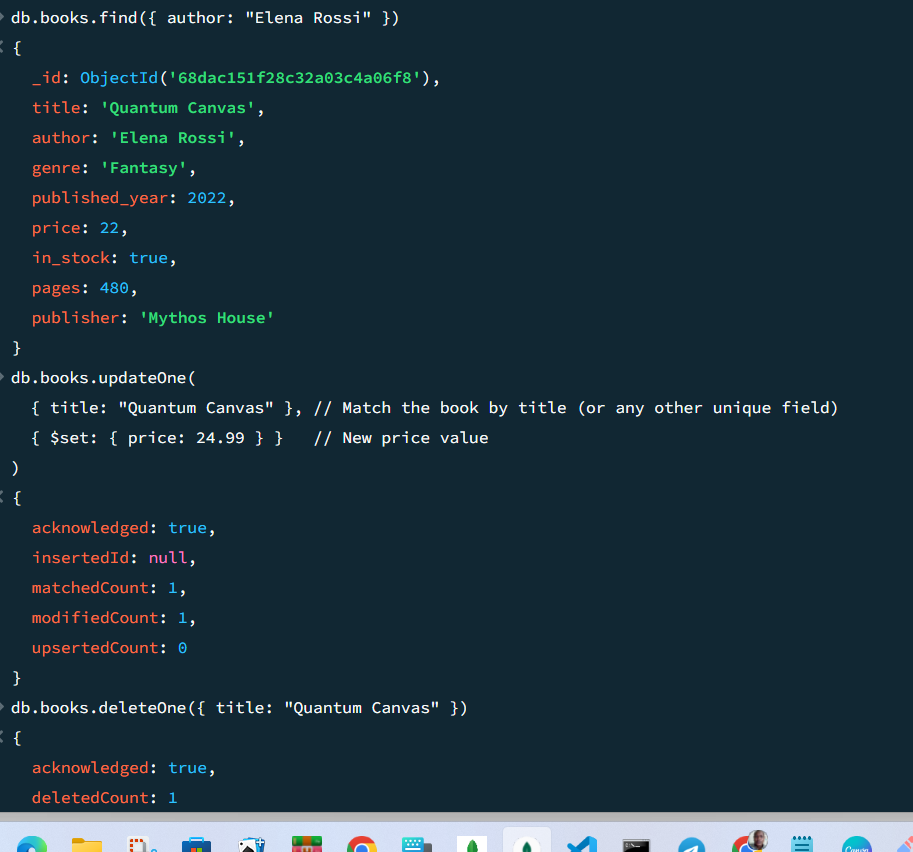 db.books.find({ author: "Elena Rossi" })
{
_id: ObjectId('68dac151f28c32a03c4a06f8'),
title: 'Quantum Canvas',
author: 'Elena Rossi',
genre: 'Fantasy',
published_year: 2022,
price: 22,
in_stock: true,
pages: 480,
publisher: 'Mythos House'
}
db.books.updateOne(
{ title: "Quantum Canvas" }, // Match the book by title (or any other unique field)
{ $set: { price: 24.99 } }   // New price value
)
{
acknowledged: true,
insertedId: null,
matchedCount: 1,
modifiedCount: 1,
upsertedCount: 0
}
db.books.deleteOne({ title: "Quantum Canvas" })
{
acknowledged: true,
deletedCount: 1
Canva